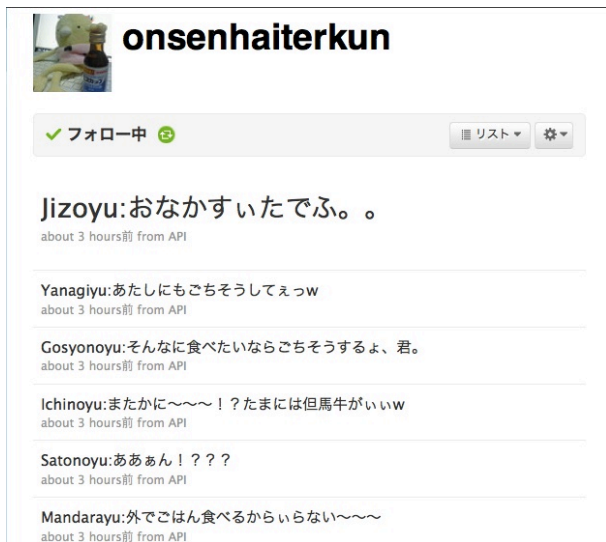 onsenhaiterkun
フォロー中
リスト
Jizoyu:おなかすぃたでふ。。
about 3 hours前 from API
Yanagiyu:あたしにもごちそうしてぇっw
about 3 hours前 from API
Gosyonoyu:そんなに食べたいならごちそうするょ、君。
about 3 hours前 from API
Ichinoyu:またかに〜〜〜！？たまには但馬牛がぃぃw
about 3 hours前 from API
Satonoyu:ああぁん！？？？
about 3 hours前 from API
Mandarayu:外でごはん食べるからぃらない〜〜〜
about 3 hours前 from API